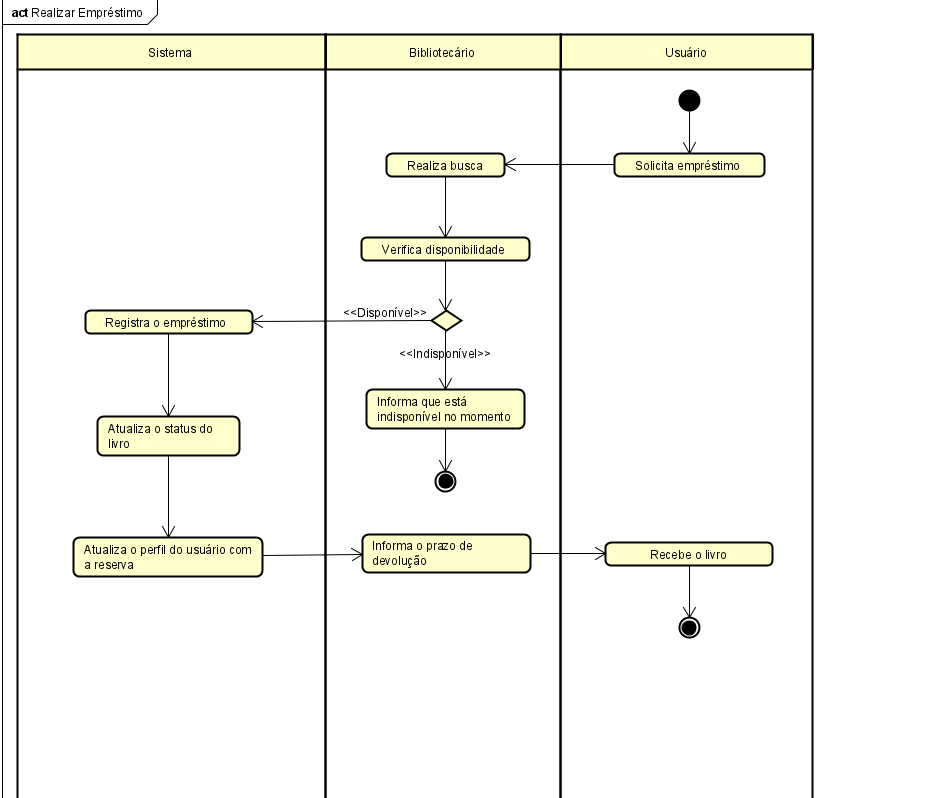 act Realizar Empréstimo
Sistema
Bibliotecário
Usuário
Realiza busca
Solicita empréstimo
Verifica disponibilidade
<<Disponível>>
Registra o empréstimo
<<Indisponível>>
Informa que está
indisponível no momento
Atualiza o status do
livro
Atualiza o perfil do usuário com
a reserva
Informa o prazo de
devolução
Recebe o livro